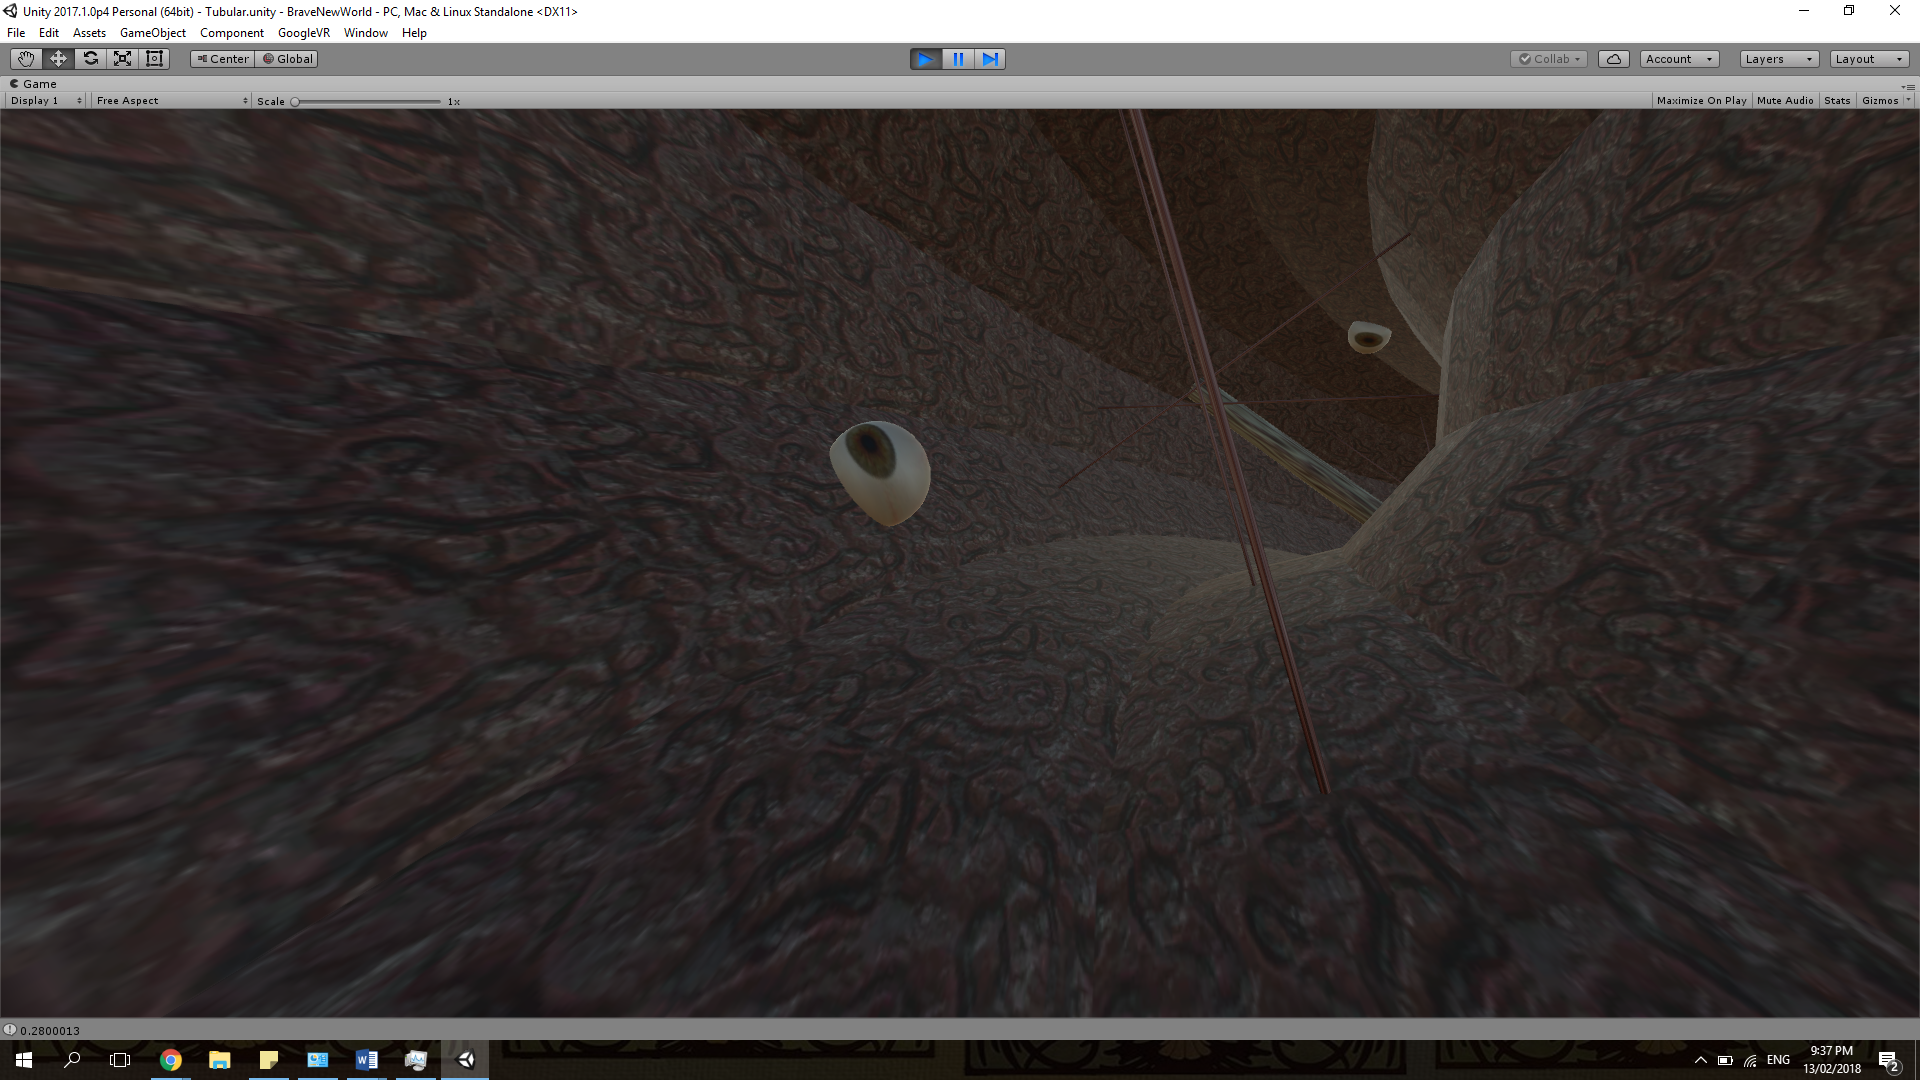 Unity 2017.1.0p4 Personal (64bit) - Tubular.unity - BraveNewWorld - PC, Mac & Linux Standalone <DX11>
File Edit Assets GameObject Component GoogleVR Window Help
Center Global Collab Account Layers Layout
Game
Display 1 Free Aspect Scale 1x Maximize On Play Mute Audio Stats Gizmos
0.2800013
ENG 9:37 PM
13/02/2018 2